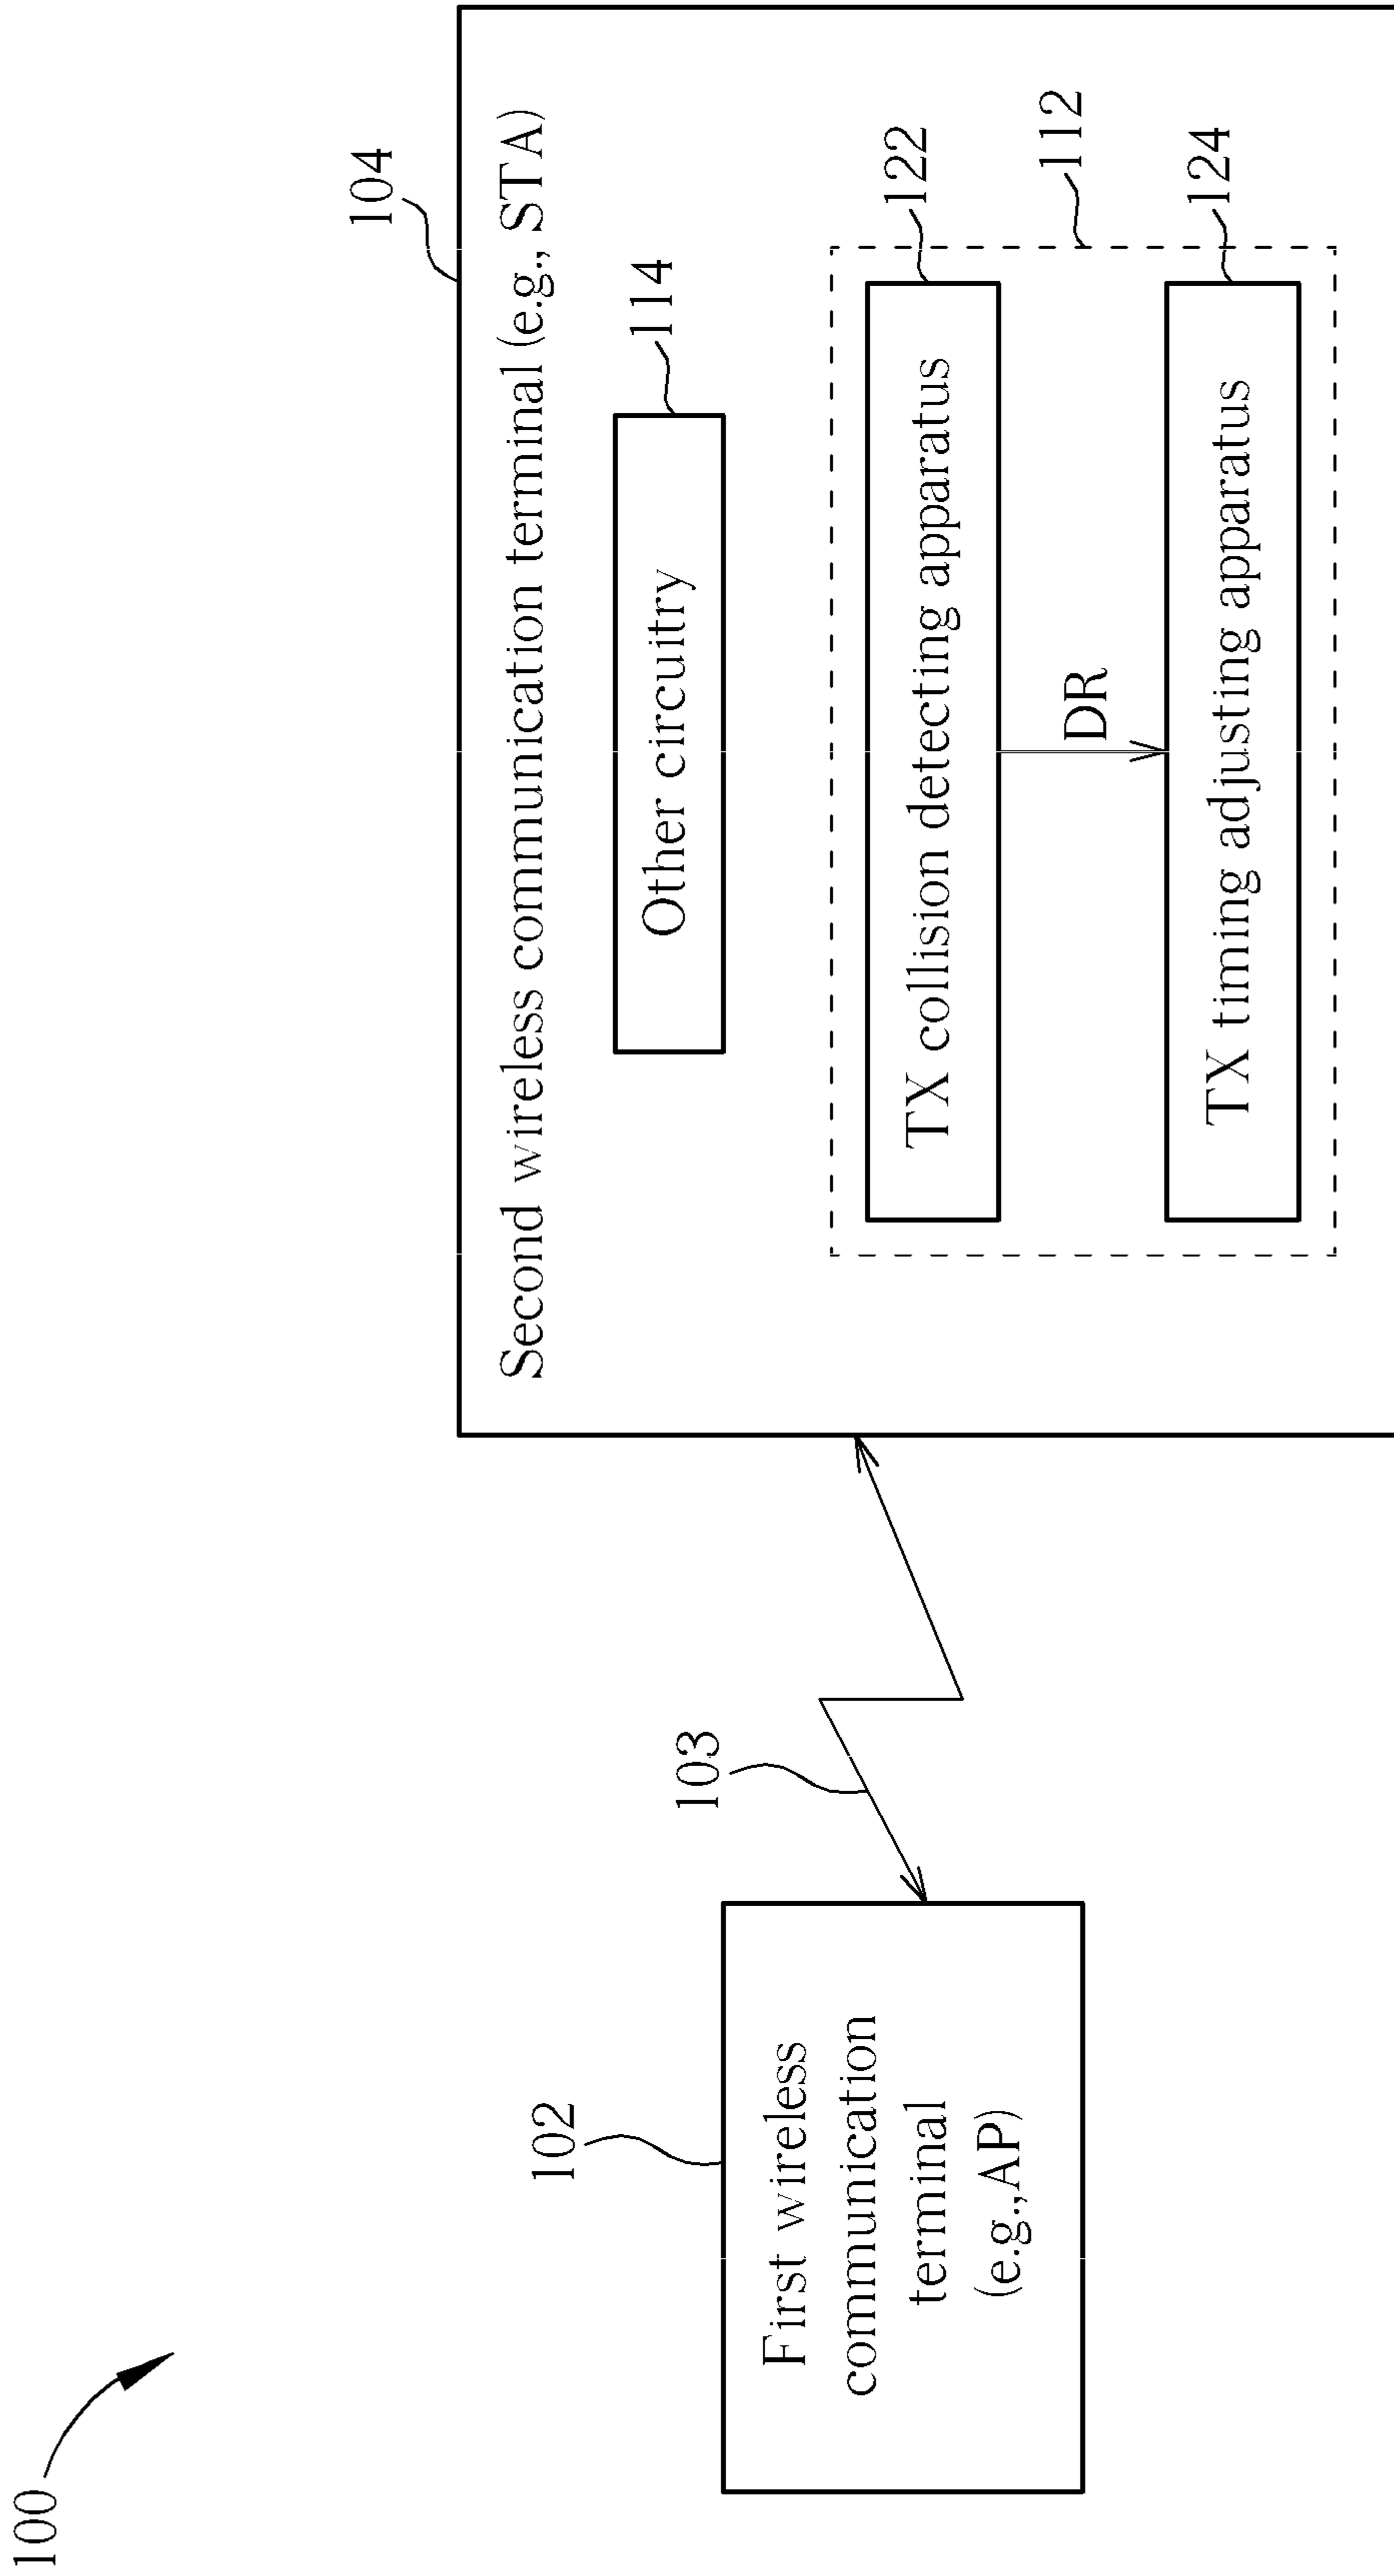 100
102
First wireless
communication
terminal
(e.g.,AP)
103
104
Second wireless communication terminal (e.g., STA)
114
Other circuitry
122
TX collision detecting apparatus
DR
112
124
TX timing adjusting apparatus